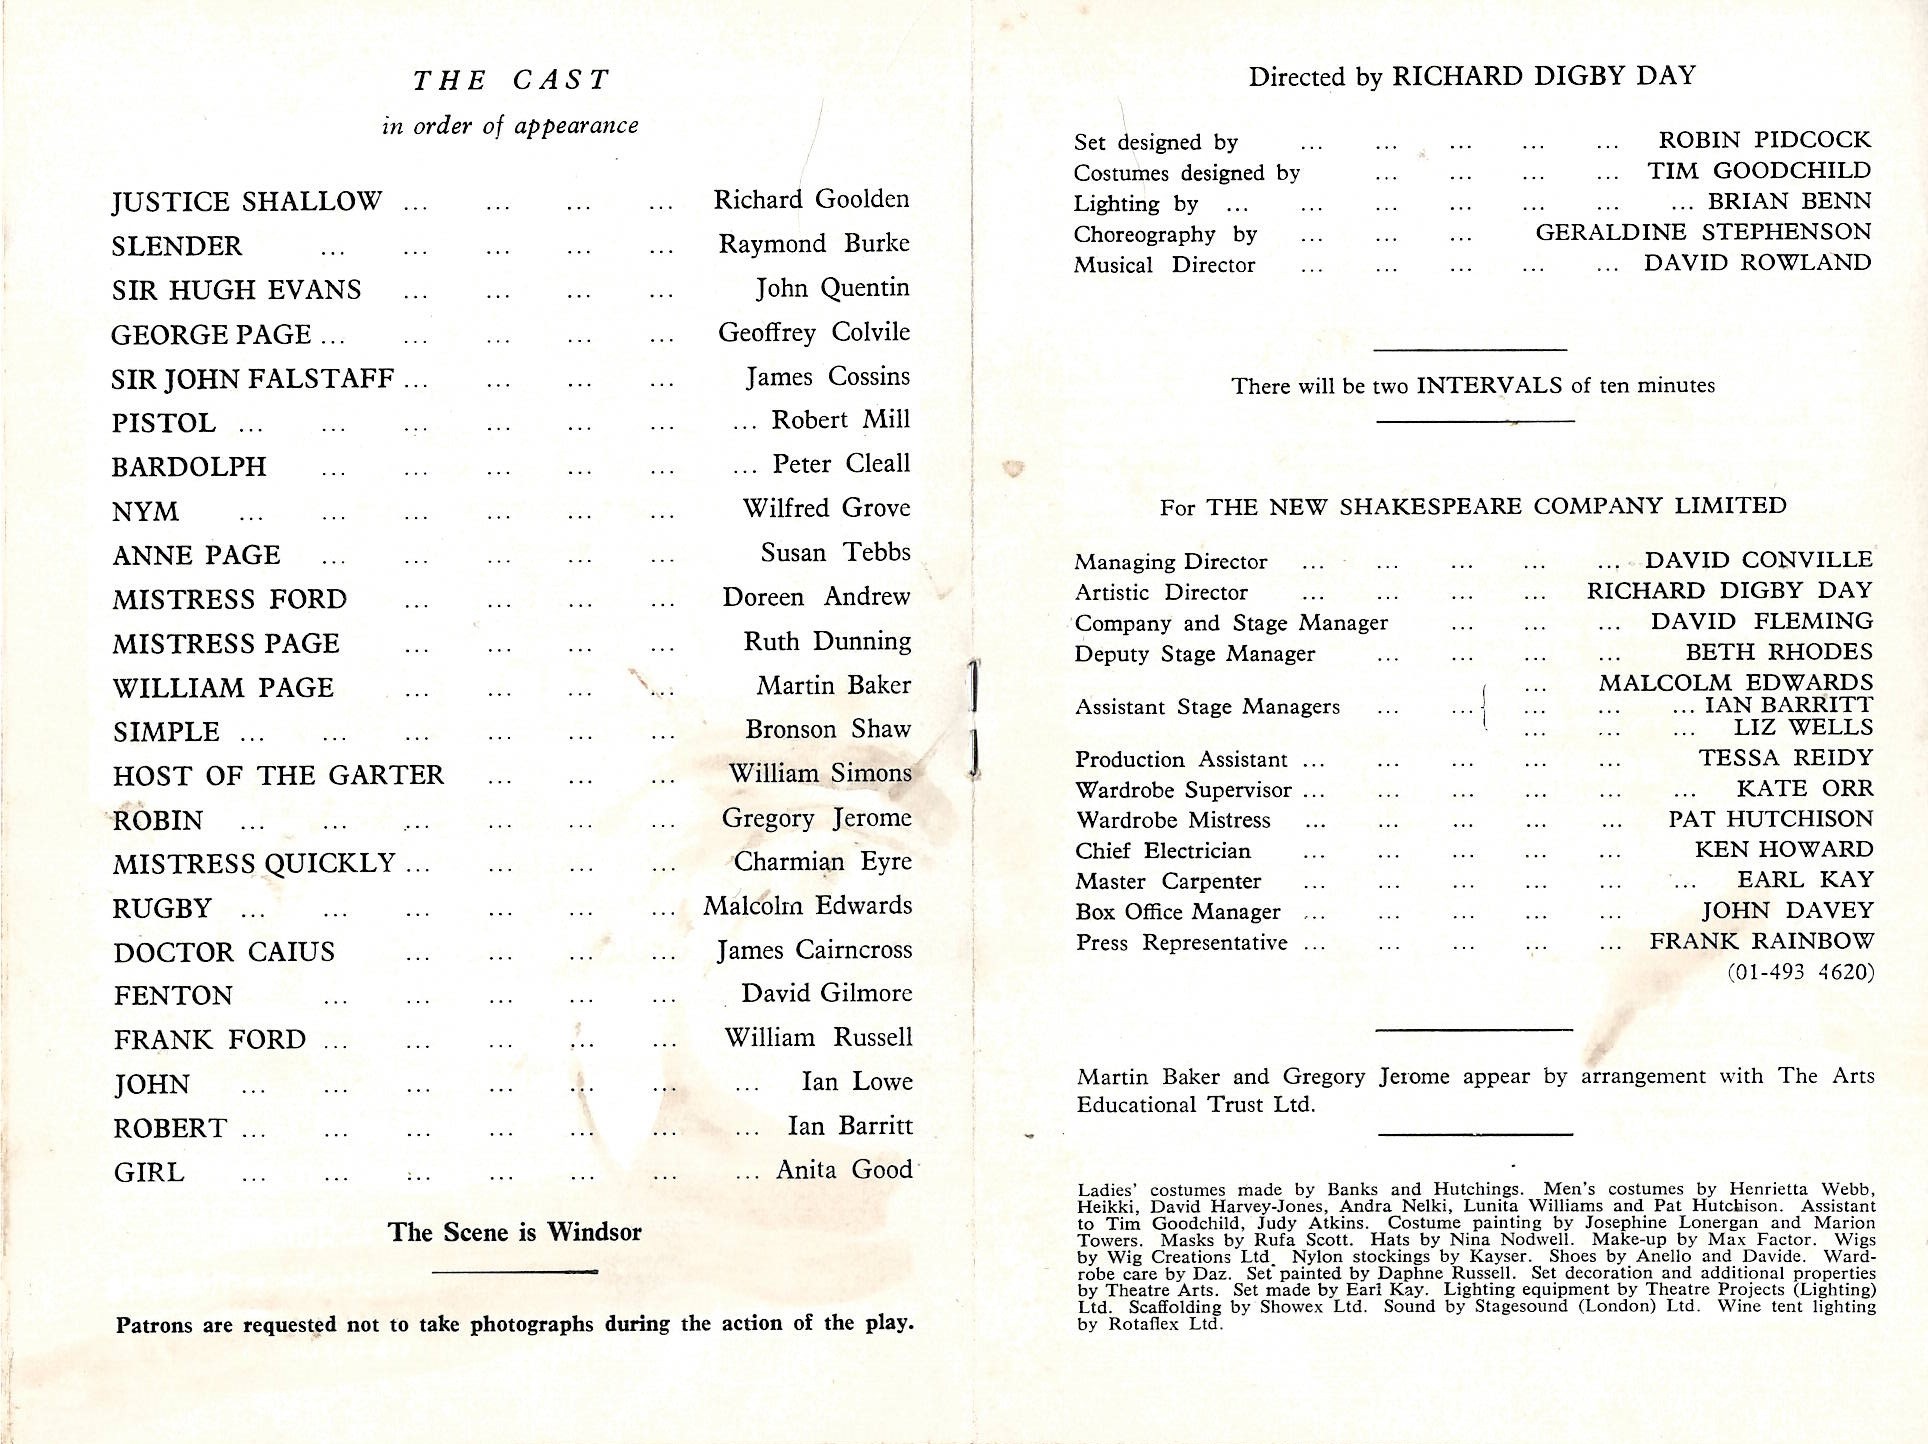 THE CAST
in order of appearance
JUSTICE SHALLOW ... ... ... ... Richard Goolden
SLENDER ... ... ... ... ... Raymond Burke
SIR HUGH EVANS ... ... ... ... John Quentin
GEORGE PAGE ... ... ... ... ... Geoffrey Colvile
SIR JOHN FALSTAFF ... ... ... ... James Cossins
PISTOL ... ... ... ... ... ... ... Robert Mill
BARDOLPH ... ... ... ... ... ... Peter Cleall
NYM ... ... ... ... ... ... Wilfred Grove
ANNE PAGE ... ... ... ... ... Susan Tebbs
MISTRESS FORD ... ... ... ... Doreen Andrew
MISTRESS PAGE ... ... ... ... Ruth Dunning
WILLIAM PAGE ... ... ... ... Martin Baker
SIMPLE ... ... ... ... ... ... Bronson Shaw
HOST OF THE GARTER ... ... ... William Simons
ROBIN ... ... ... ... ... ... Gregory Jerome
MISTRESS QUICKLY ... ... ... ... Charmian Eyre
RUGBY ... ... ... ... ... ... Malcolm Edwards
DOCTOR CAIUS ... ... ... ... James Cairncross
FENTON ... ... ... ... ... David Gilmore
FRANK FORD ... ... ... ... ... William Russell
JOHN ... ... ... ... ... ... ... Ian Lowe
ROBERT ... ... ... ... ... ... ... Ian Barritt
GIRL ... ... ... ... ... ... ... Anita Good
The Scene is Windsor
Patrons are requested not to take photographs during the action of the play.
Directed by RICHARD DIGBY DAY
Set designed by ... ... ... ... ... ROBIN PIDCOCK
Costumes designed by ... ... ... ... TIM GOODCHILD
Lighting by ... ... ... ... ... ... ... BRIAN BENN
Choreography by ... ... ... GERALDINE STEPHENSON
Musical Director ... ... ... ... ... DAVID ROWLAND
There will be two INTERVALS of ten minutes
For THE NEW SHAKESPEARE COMPANY LIMITED
Managing Director ... ... ... ... ... DAVID CONVILLE
Artistic Director ... ... ... ... RICHARD DIGBY DAY
Company and Stage Manager ... ... ... DAVID FLEMING
Deputy Stage Manager ... ... ... ... BETH RHODES
... MALCOLM EDWARDS
Assistant Stage Managers ... ... { ... ... ... IAN BARRITT
... ... ... LIZ WELLS
Production Assistant ... ... ... ... ... TESSA REIDY
Wardrobe Supervisor ... ... ... ... ... ... KATE ORR
Wardrobe Mistress ... ... ... ... ... PAT HUTCHISON
Chief Electrician ... ... ... ... ... KEN HOWARD
Master Carpenter ... ... ... ... ... ... EARL KAY
Box Office Manager ... ... ... ... ... JOHN DAVEY
Press Representative ... ... ... ... ... FRANK RAINBOW
(01-493 4620)
Martin Baker and Gregory Jerome appear by arrangement with The Arts
Educational Trust Ltd.
Ladies' costumes made by Banks and Hutchings. Men's costumes by Henrietta Webb,
Heikki, David Harvey-Jones, Andra Nelki, Lunita Williams and Pat Hutchison. Assistant
to Tim Goodchild, Judy Atkins. Costume painting by Josephine Lonergan and Marion
Towers. Masks by Rufa Scott. Hats by Nina Nodwell. Make-up by Max Factor. Wigs
by Wig Creations Ltd. Nylon stockings by Kayser. Shoes by Anello and Davide. Ward-
robe care by Daz. Set painted by Daphne Russell. Set decoration and additional properties
by Theatre Arts. Set made by Earl Kay. Lighting equipment by Theatre Projects (Lighting)
Ltd. Scaffolding by Showex Ltd. Sound by Stagesound (London) Ltd. Wine tent lighting
by Rotaflex Ltd.